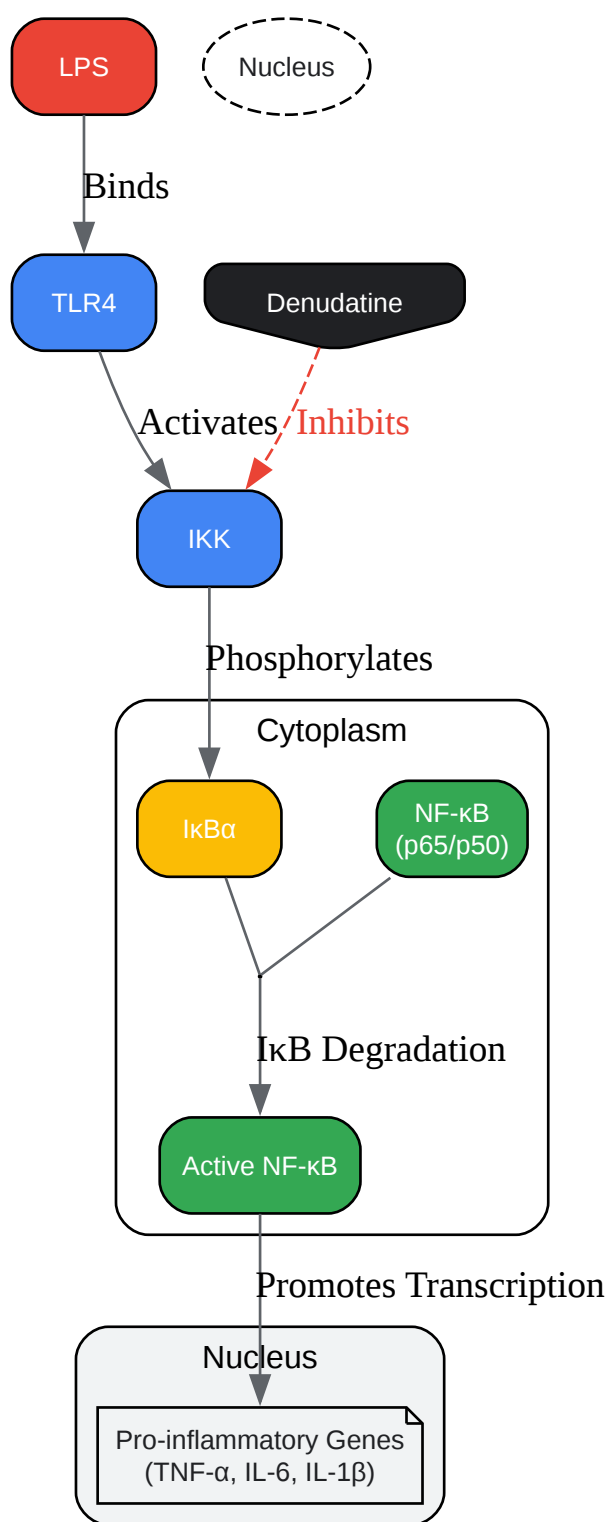 LPS
Nucleus
Binds
TLR4
Denudatine
Activates
Inhibits
IKK
Phosphorylates
Cytoplasm
IκBα
NF-κB
(p65/p50)
IκB Degradation
Active NF-κB
Promotes Transcription
Nucleus
Pro-inflammatory Genes
(TNF-α, IL-6, IL-1β)